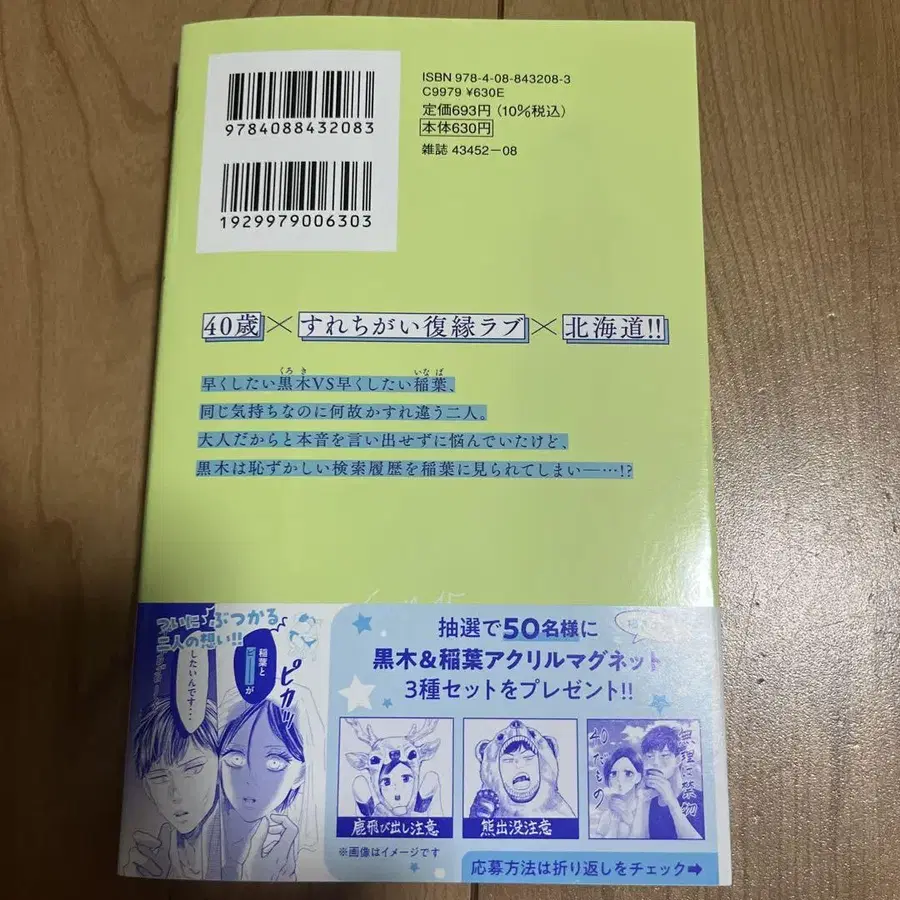 ISBN 978-4-08-843208-3
C9979 ¥630E
定価693円(10%税込)
本体630円
雑誌 43452-08
9784088432083
1929979006303
40歳×すれちがい復縁ラブ×北海道!!
くろき いなば
早くしたい黒木VS早くしたい稲葉、
同じ気持ちなのに何故かすれ違う二人。
大人だからと本音を言い出せずに悩んでいたけど、
黒木は恥ずかしい検索履歴を稲葉に見られてしまい―…!?
ついにぶつかる
二人の想い!!
稲葉と
が
したいんです…
ピカッ
抽選で50名様に
黒木&稲葉アクリルマグネット
3種セットをプレゼント!!
鹿飛び出し注意
熊出没注意
無理は禁物
40だもの
※画像はイメージです
応募方法は折り返しをチェック➡